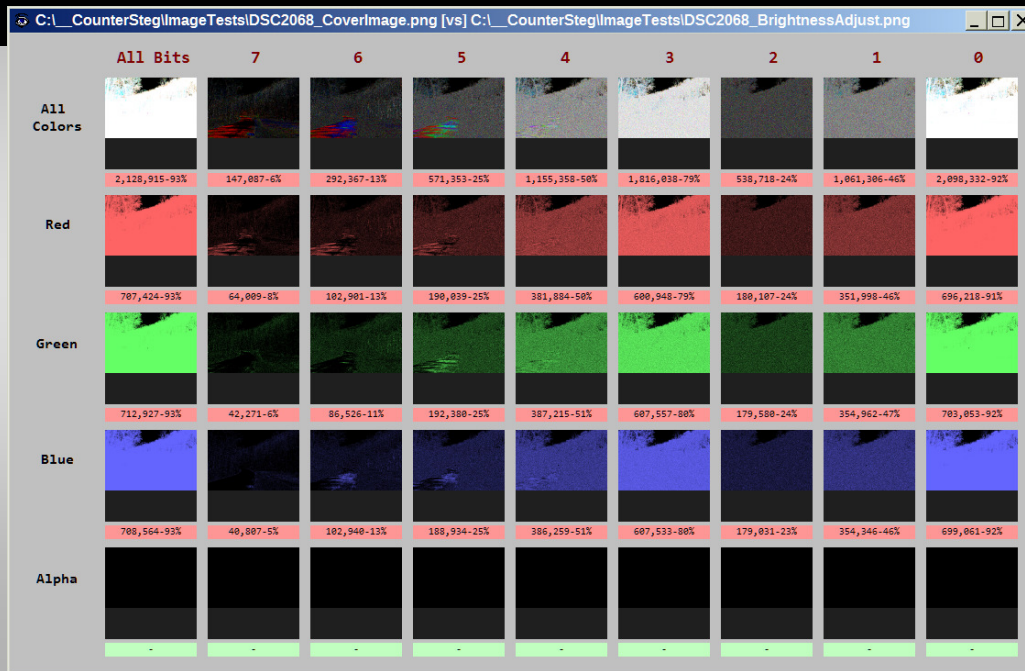 C:\__CounterSteg\ImageTests\DSC2068_CoverImage.png [vs] C:\__CounterSteg\ImageTests\DSC2068_BrightnessAdjust.png
All Bits 7 6 5 4 3 2 1 0
All
Colors
2,128,915-93% 147,087-6% 292,367-13% 571,353-25% 1,155,358-50% 1,816,038-79% 538,718-24% 1,061,306-46% 2,098,332-92%
Red
707,424-93% 64,009-8% 102,901-13% 190,039-25% 381,884-50% 600,948-79% 180,107-24% 351,998-46% 696,218-91%
Green
712,927-93% 42,271-6% 86,526-11% 192,380-25% 387,215-51% 607,557-80% 179,580-24% 354,962-47% 703,053-92%
Blue
708,564-93% 40,807-5% 102,940-13% 188,934-25% 386,259-51% 607,533-80% 179,031-23% 354,346-46% 699,061-92%
Alpha
- - - - - - - - -